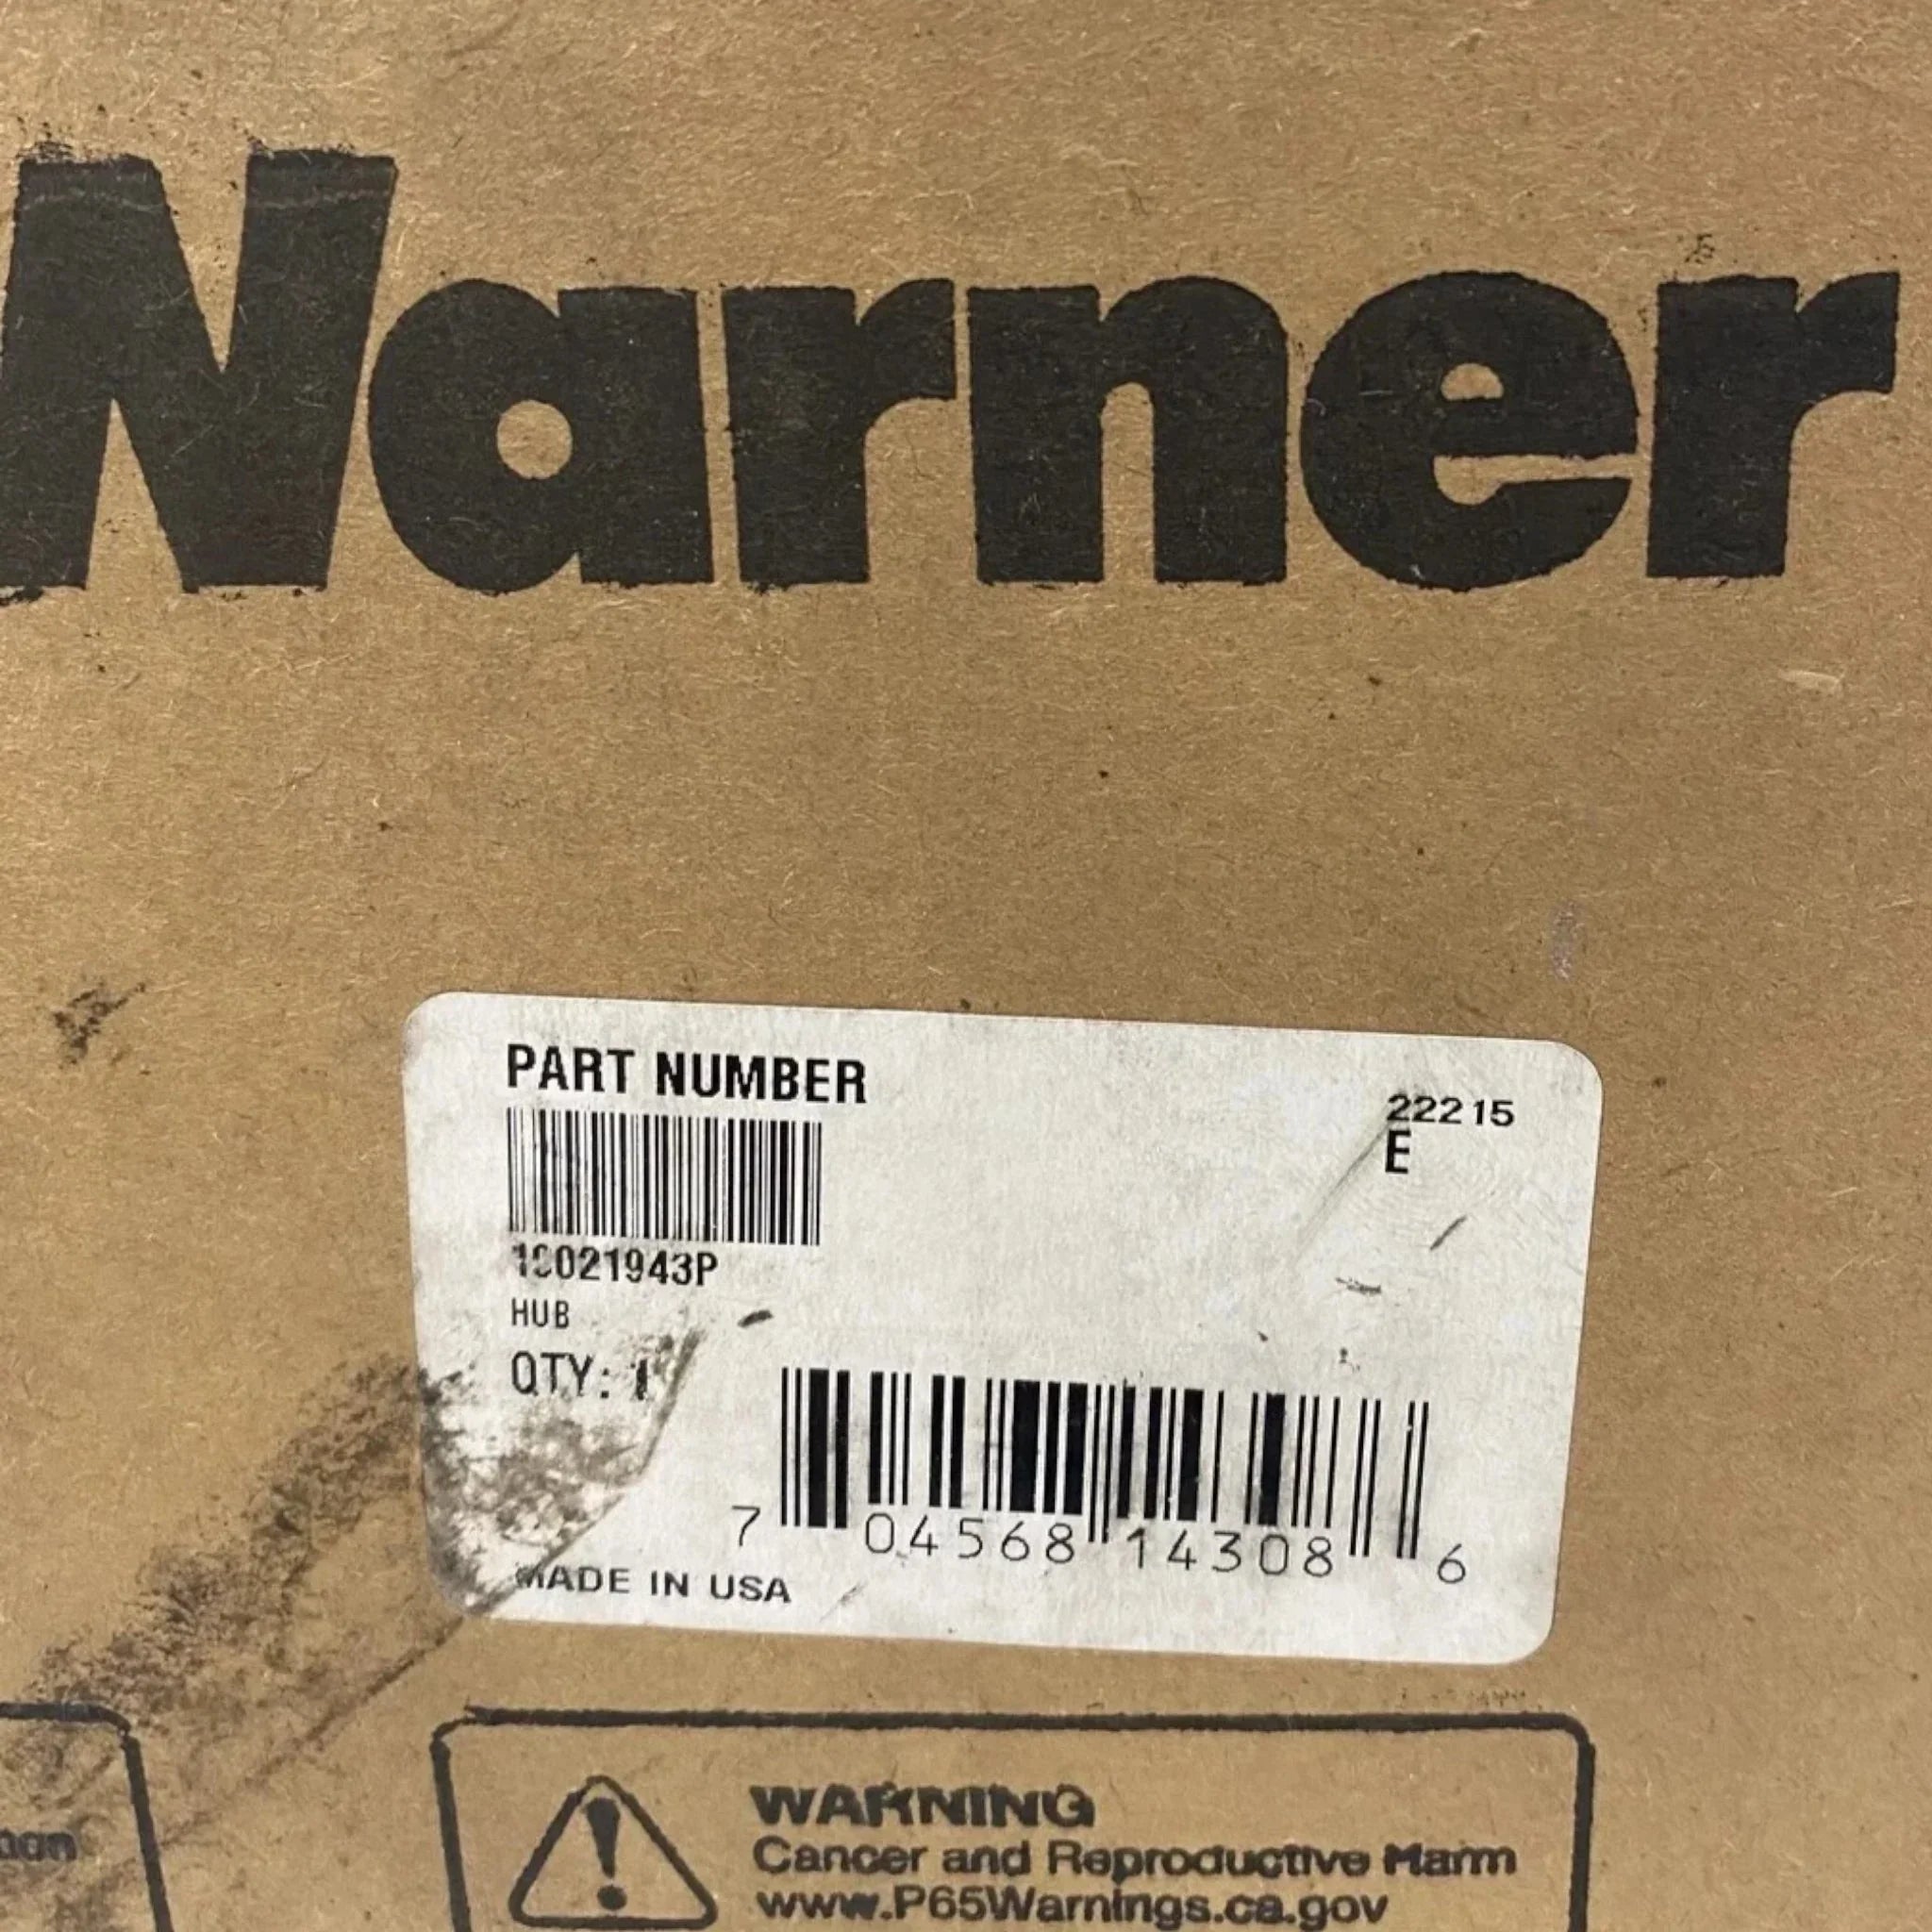 Warner
PART NUMBER
22215
E
10021943P
HUB
QTY: 1
7 04568 14308 6
MADE IN USA
WARNING
Cancer and Reproductive Harm
www.P65Warnings.ca.gov